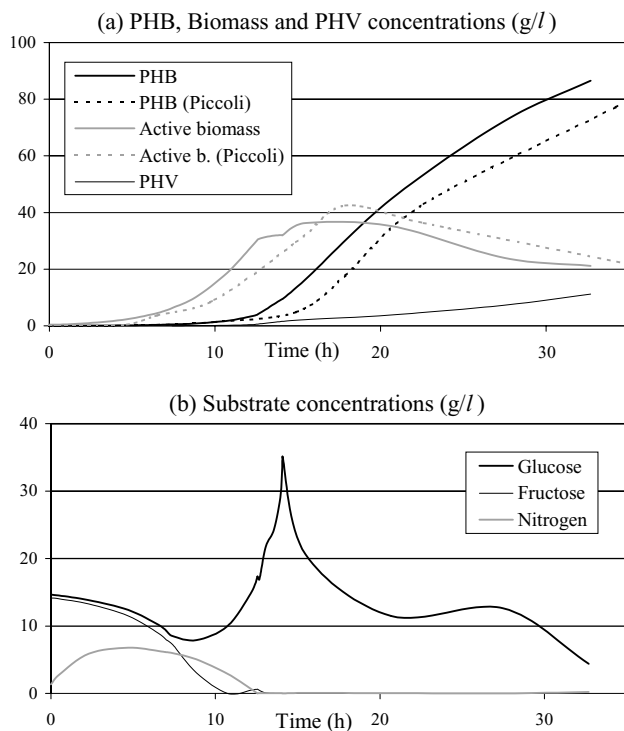 (a) PHB, Biomass and PHV concentrations (g/l)
100
80
60
40
20
0
PHB
PHB (Piccoli)
Active biomass
Active b. (Piccoli)
PHV
0
10
20
30
Time (h)
(b) Substrate concentrations (g/l)
40
30
20
10
0
Glucose
Fructose
Nitrogen
0
10
20
30
Time (h)